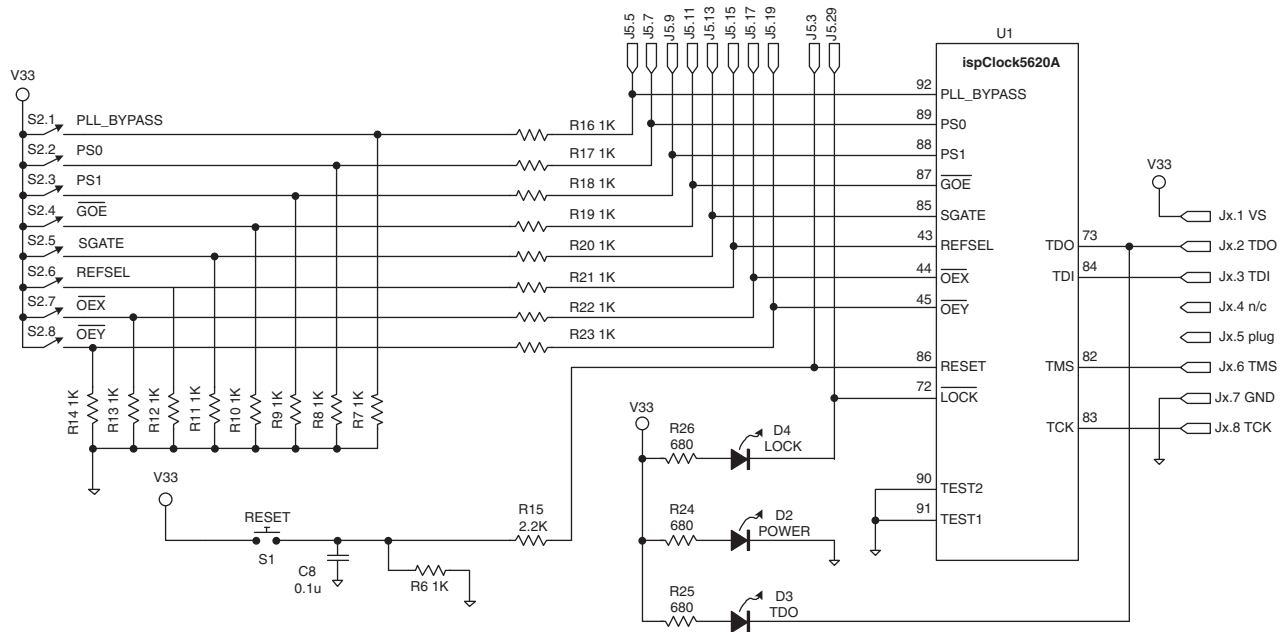 J5.5
J5.7
J5.9
J5.11
J5.13
J5.15
J5.17
J5.19
J5.3
J5.29
U1
ispClock5620A
V33
S2.1 PLL_BYPASS
R16 1K
92 PLL_BYPASS
S2.2 PS0
R17 1K
89 PS0
S2.3 PS1
R18 1K
88 PS1
S2.4 GOE
R19 1K
87 GOE
S2.5 SGATE
R20 1K
85 SGATE
S2.6 REFSEL
R21 1K
43 REFSEL
S2.7 OEX
R22 1K
44 OEX
S2.8 OEY
R23 1K
45 OEY
86 RESET
72 LOCK
90 TEST2
91 TEST1
TDO 73
TDI 84
TMS 82
TCK 83
V33
Jx.1 VS
Jx.2 TDO
Jx.3 TDI
Jx.4 n/c
Jx.5 plug
Jx.6 TMS
Jx.7 GND
Jx.8 TCK
R14 1K
R13 1K
R12 1K
R11 1K
R10 1K
R9 1K
R8 1K
R7 1K
V33
RESET
S1
C8
0.1u
R6 1K
R15
2.2K
V33
R26
680
D4
LOCK
R24
680
D2
POWER
R25
680
D3
TDO